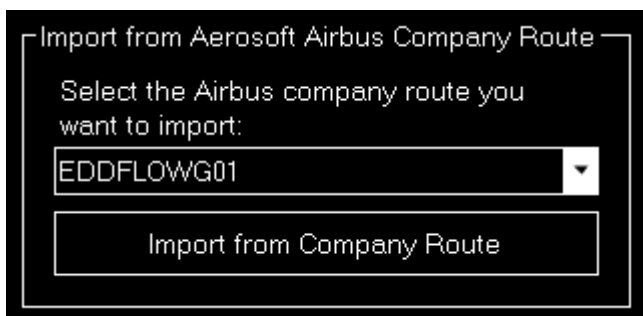 Import from Aerosoft Airbus Company Route
Select the Airbus company route you
want to import:
EDDFLOWG01
Import from Company Route